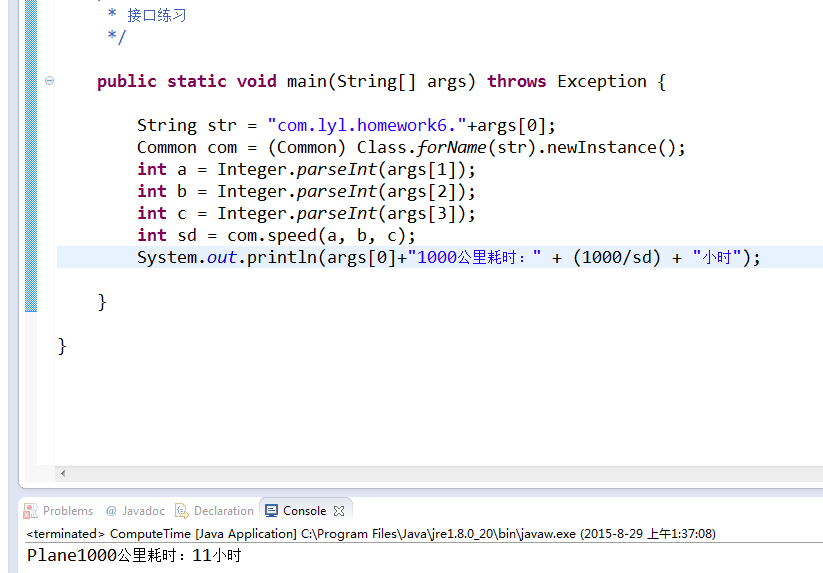 * 接口练习
*/
public static void main(String[] args) throws Exception {
String str = "com.lyl.homework6."+args[0];
Common com = (Common) Class.forName(str).newInstance();
int a = Integer.parseInt(args[1]);
int b = Integer.parseInt(args[2]);
int c = Integer.parseInt(args[3]);
int sd = com.speed(a, b, c);
System.out.println(args[0]+"1000公里耗时：" + (1000/sd) + "小时");
}
}
Problems @ Javadoc Declaration Console
<terminated> ComputeTime [Java Application] C:\Program Files\Java\jre1.8.0_20\bin\javaw.exe (2015-8-29 上午1:37:08)
Plane1000公里耗时：11小时